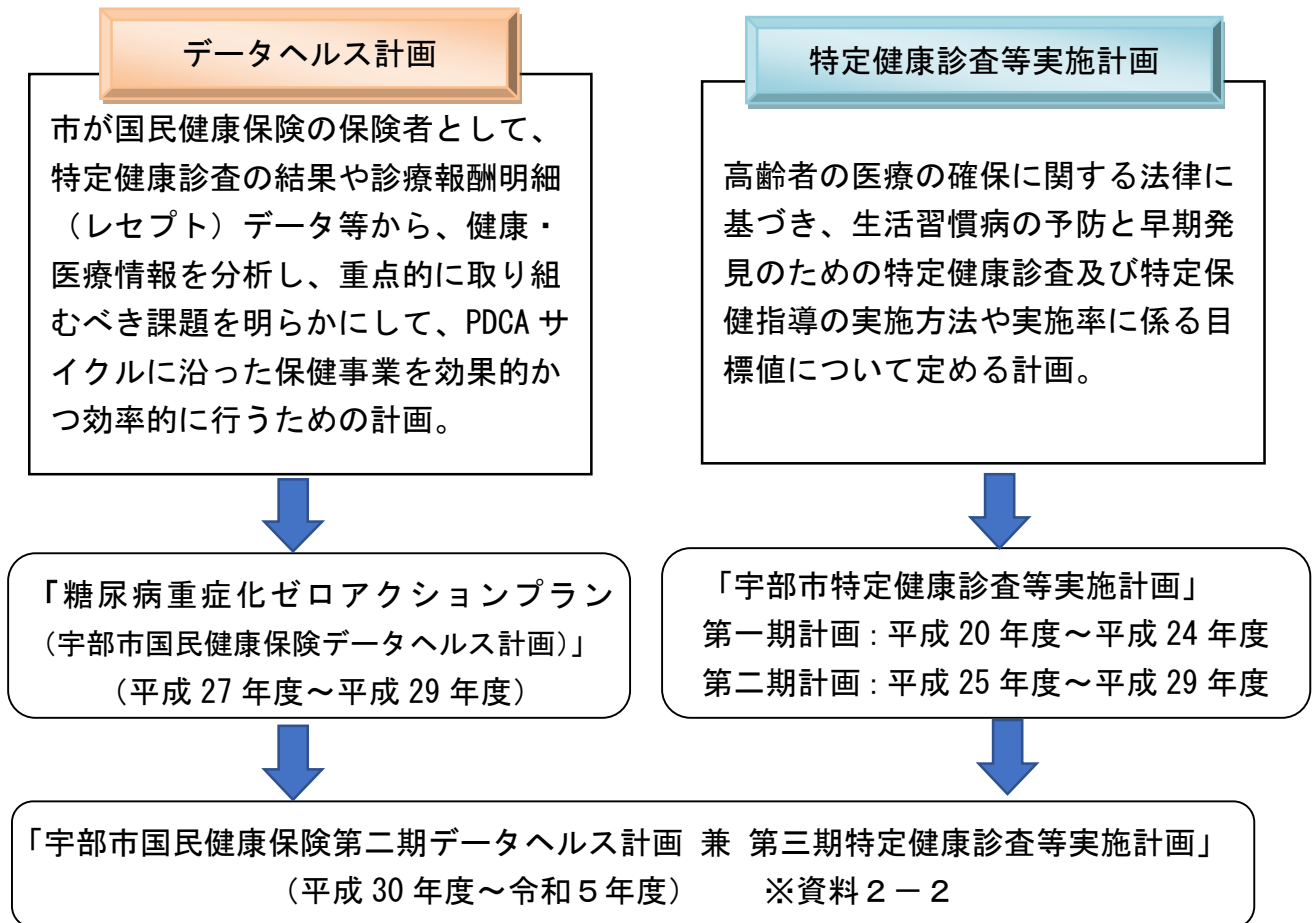 データヘルス計画
市が国民健康保険の保険者として、
特定健康診査の結果や診療報酬明細
（レセプト）データ等から、健康・
医療情報を分析し、重点的に取り組
むべき課題を明らかにして、PDCA サ
イクルに沿った保健事業を効果的か
つ効率的に行うための計画。
特定健康診査等実施計画
高齢者の医療の確保に関する法律に
基づき、生活習慣病の予防と早期発
見のための特定健康診査及び特定保
健指導の実施方法や実施率に係る目
標値について定める計画。
「糖尿病重症化ゼロアクションプラン
（宇部市国民健康保険データヘルス計画）」
（平成 27 年度～平成 29 年度）
「宇部市特定健康診査等実施計画」
第一期計画：平成 20 年度～平成 24 年度
第二期計画：平成 25 年度～平成 29 年度
「宇部市国民健康保険第二期データヘルス計画 兼 第三期特定健康診査等実施計画」
（平成 30 年度～令和５年度） ※資料２－２